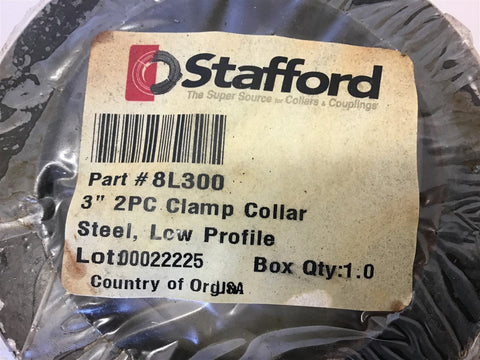 Stafford
The Super Source for Collars & Couplings
Part # 8L300
3" 2PC Clamp Collar
Steel, Low Profile
Lot:00022225 Box Qty:1.0
Country of Org USA